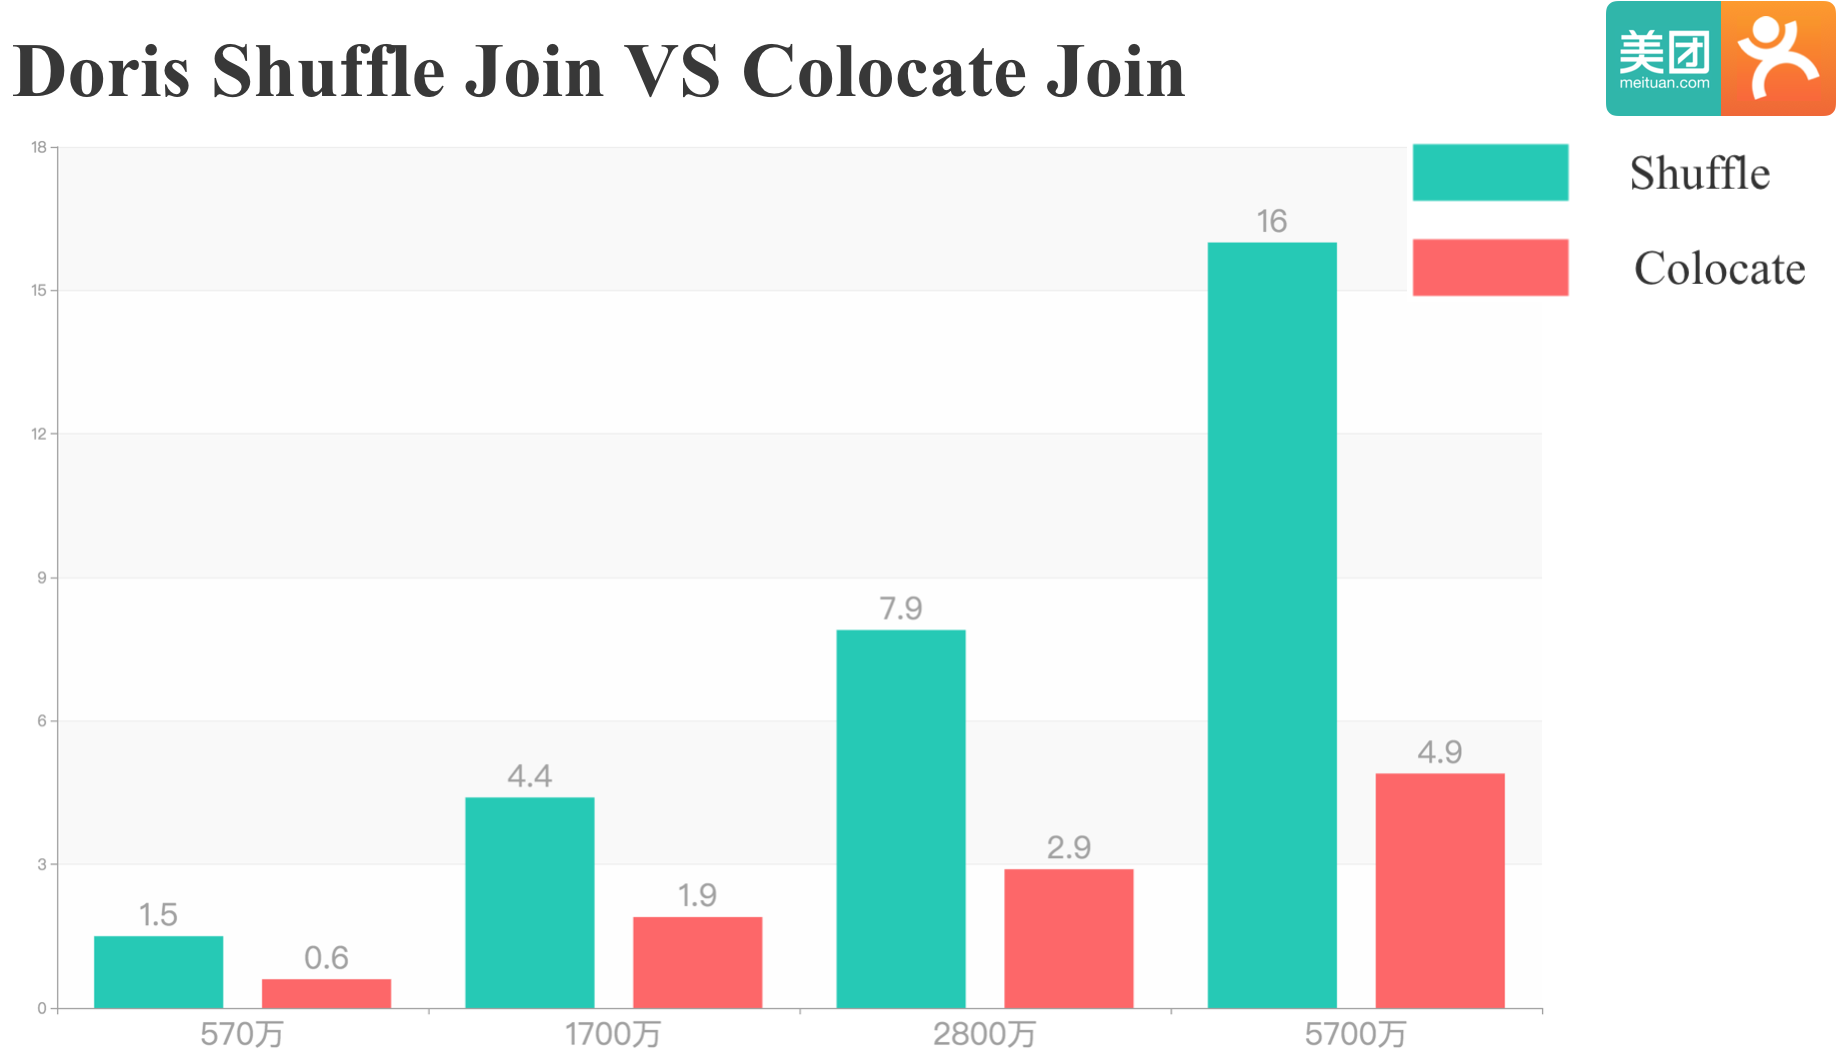 Doris Shuffle Join VS Colocate Join
美团
meituan.com
Shuffle
Colocate
18
15
12
9
6
3
0
1.5
0.6
4.4
1.9
7.9
2.9
16
4.9
570万
1700万
2800万
5700万